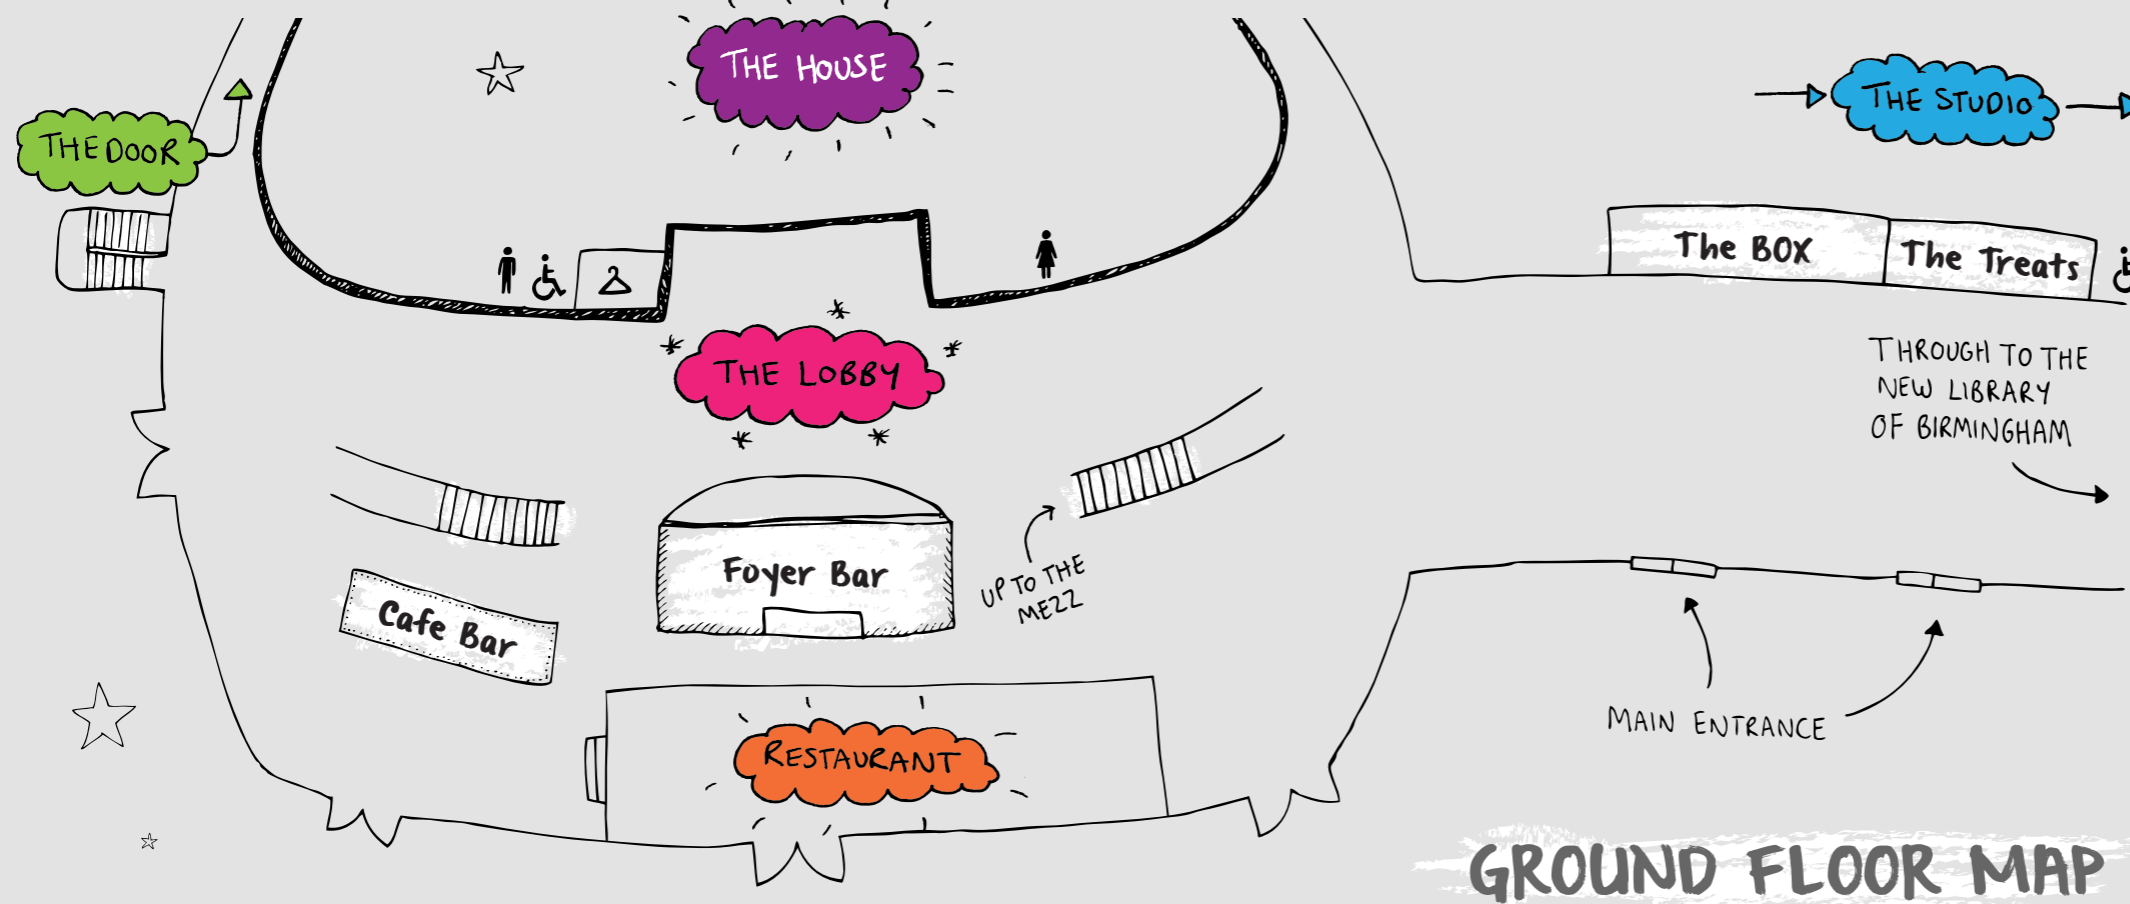 THE HOUSE
THE STUDIO
THE DOOR
The BOX
The Treats
THE LOBBY
THROUGH TO THE
NEW LIBRARY
OF BIRMINGHAM
Foyer Bar
UP TO THE
MEZZ
Cafe Bar
MAIN ENTRANCE
RESTAURANT
GROUND FLOOR MAP